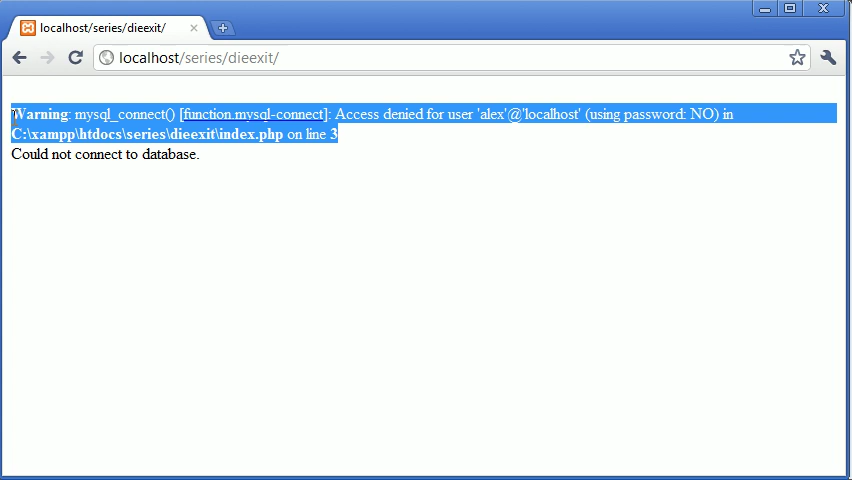 localhost/series/dieexit/
localhost/series/dieexit/
Warning: mysql_connect() [function.mysql-connect]: Access denied for user 'alex'@'localhost' (using password: NO) in
C:\xampp\htdocs\series\dieexit\index.php on line 3
Could not connect to database.